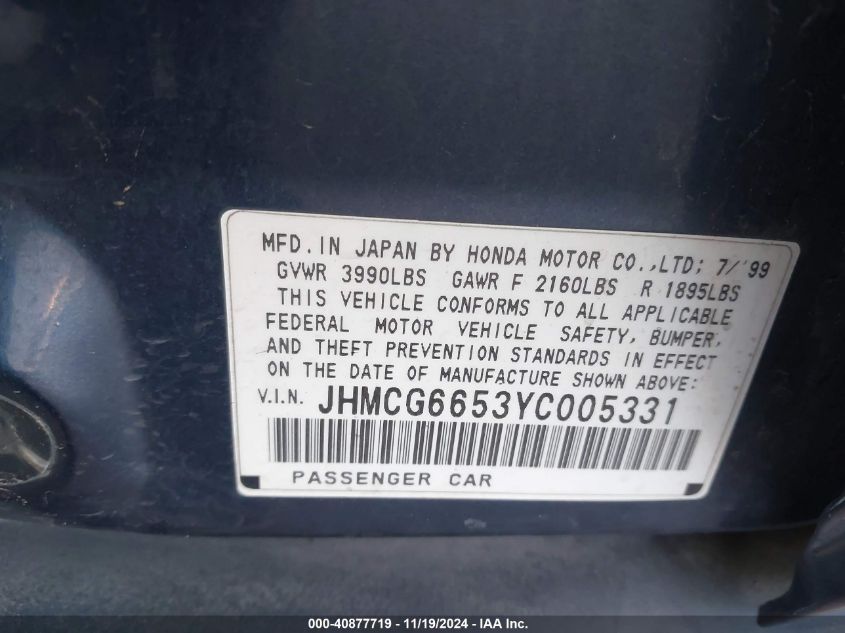 MFD. IN JAPAN BY HONDA MOTOR CO.,LTD; 7/'99
GVWR 3990LBS GAWR F 2160LBS R 1895LBS
THIS VEHICLE CONFORMS TO ALL APPLICABLE
FEDERAL MOTOR VEHICLE SAFETY, BUMPER,
AND THEFT PREVENTION STANDARDS IN EFFECT
ON THE DATE OF MANUFACTURE SHOWN ABOVE:
V.I.N. JHMCG6653YC005331
PASSENGER CAR
000-40877719 - 11/19/2024 - IAA Inc.